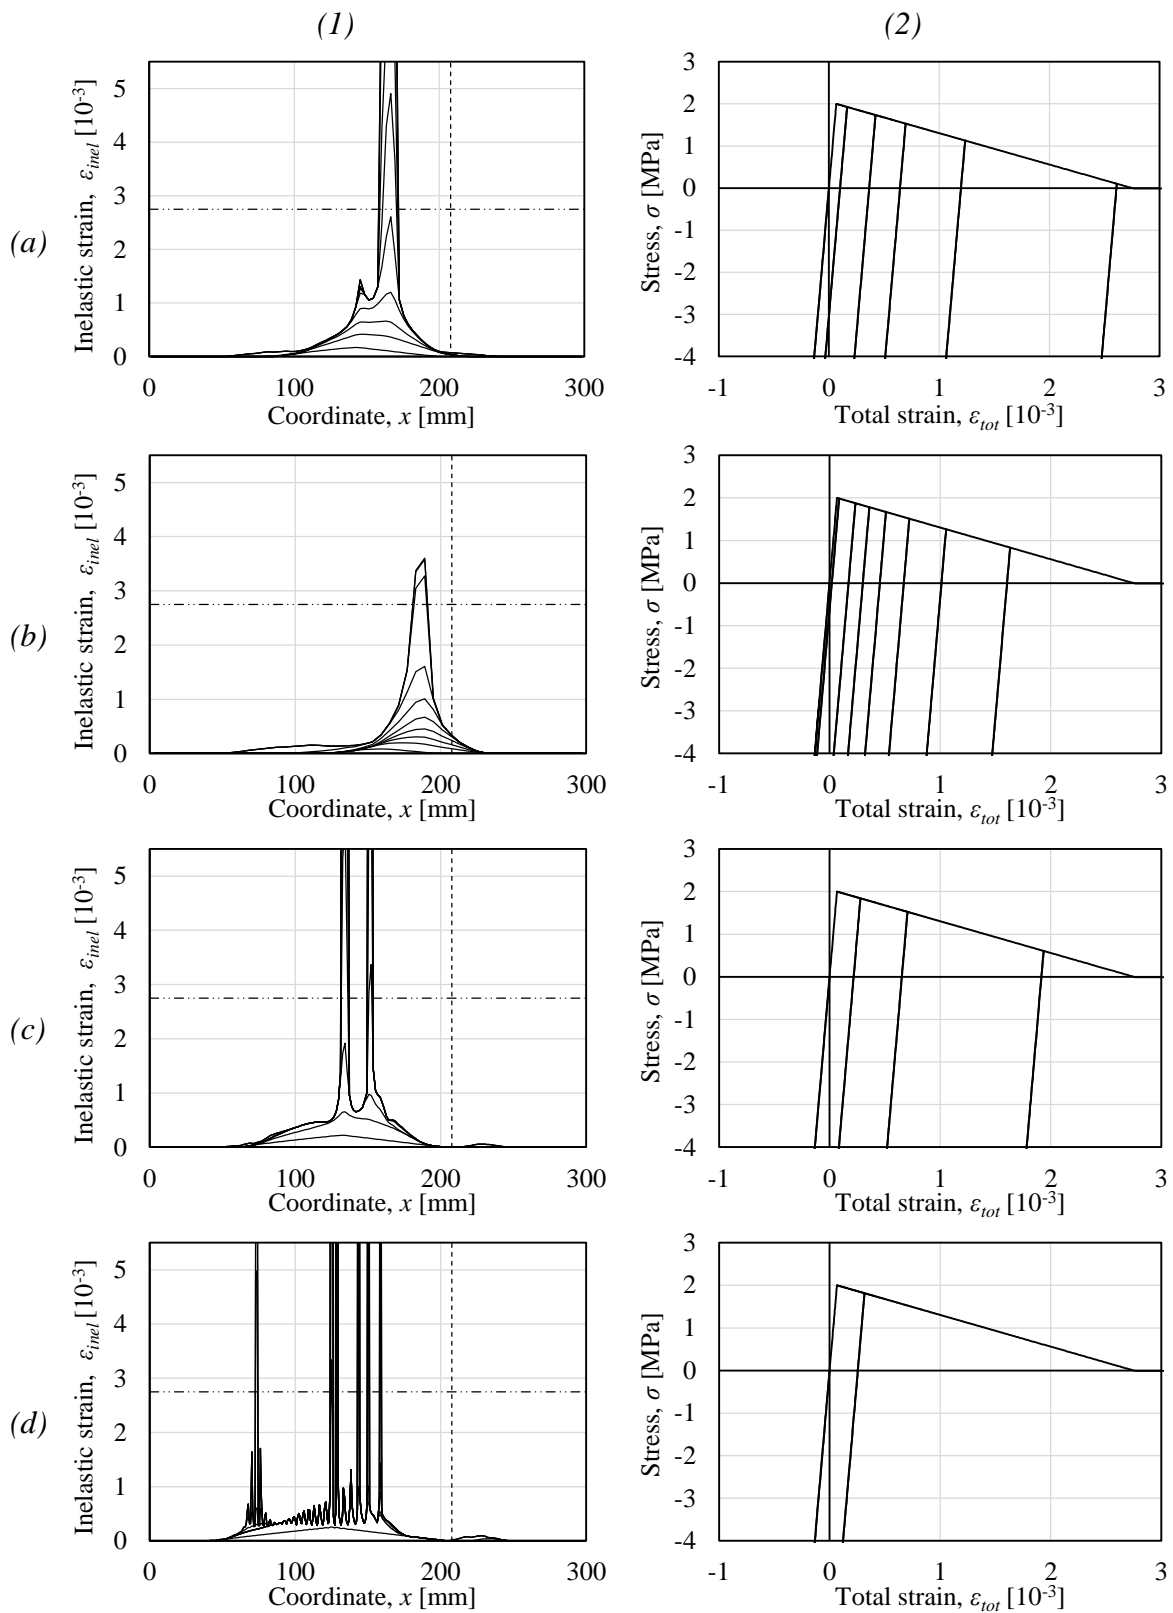 (1) (2)
(a)
Inelastic strain, εinel [10-3]
5
4
3
2
1
0
0 100 200 300
Coordinate, x [mm]
Stress, σ [MPa]
3
2
1
0
-1
-2
-3
-4
-1 0 1 2 3
Total strain, εtot [10-3]
(b)
Inelastic strain, εinel [10-3]
5
4
3
2
1
0
0 100 200 300
Coordinate, x [mm]
Stress, σ [MPa]
3
2
1
0
-1
-2
-3
-4
-1 0 1 2 3
Total strain, εtot [10-3]
(c)
Inelastic strain, εinel [10-3]
5
4
3
2
1
0
0 100 200 300
Coordinate, x [mm]
Stress, σ [MPa]
3
2
1
0
-1
-2
-3
-4
-1 0 1 2 3
Total strain, εtot [10-3]
(d)
Inelastic strain, εinel [10-3]
5
4
3
2
1
0
0 100 200 300
Coordinate, x [mm]
Stress, σ [MPa]
3
2
1
0
-1
-2
-3
-4
-1 0 1 2 3
Total strain, εtot [10-3]